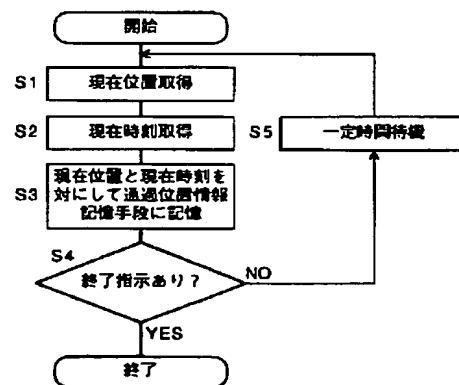 開始
S1 現在位置取得
S2 現在時刻取得
S5 一定時間待機
S3 現在位置と現在時刻を
対にして通過位置情報
記憶手段に記憶
S4
終了指示あり?
NO
YES
終了